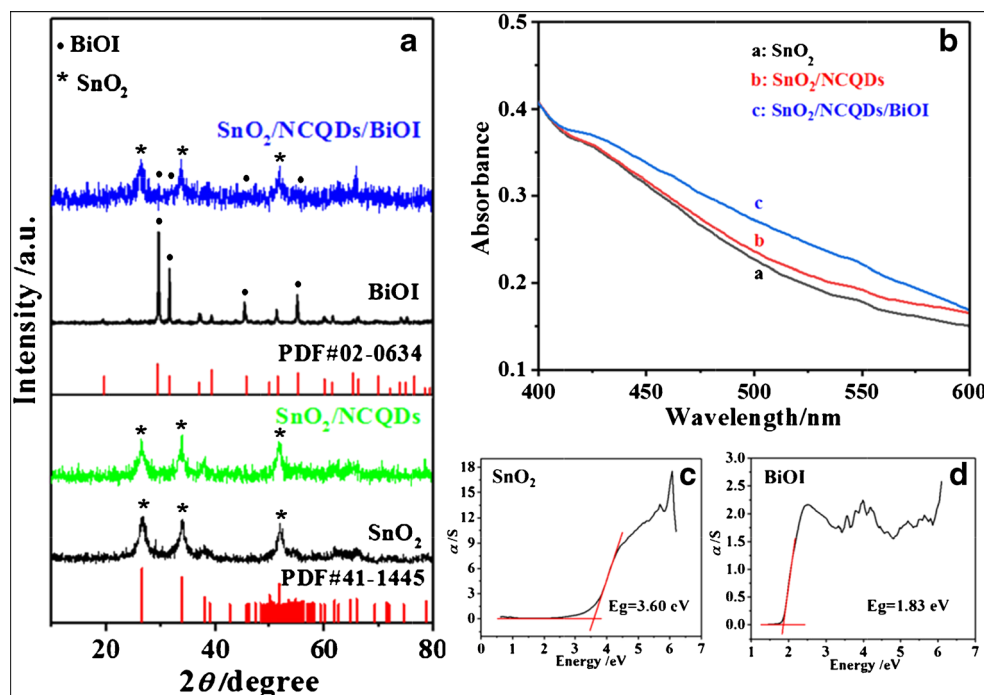 a
• BiOI
* SnO2
SnO2/NCQDs/BiOI
BiOI
PDF#02-0634
SnO2/NCQDs
SnO2
PDF#41-1445
Intensity /a.u.
20 40 60 80
2θ/degree
b
a: SnO2
b: SnO2/NCQDs
c: SnO2/NCQDs/BiOI
c
b
a
Absorbance
0.5
0.4
0.3
0.2
0.1
400 450 500 550 600
Wavelength/nm
c
SnO2
α/S
18
15
12
9
6
3
0
Eg=3.60 eV
0 1 2 3 4 5 6 7
Energy /eV
d
BiOI
α/S
3.0
2.5
2.0
1.5
1.0
0.5
0.0
Eg=1.83 eV
1 2 3 4 5 6 7
Energy /eV